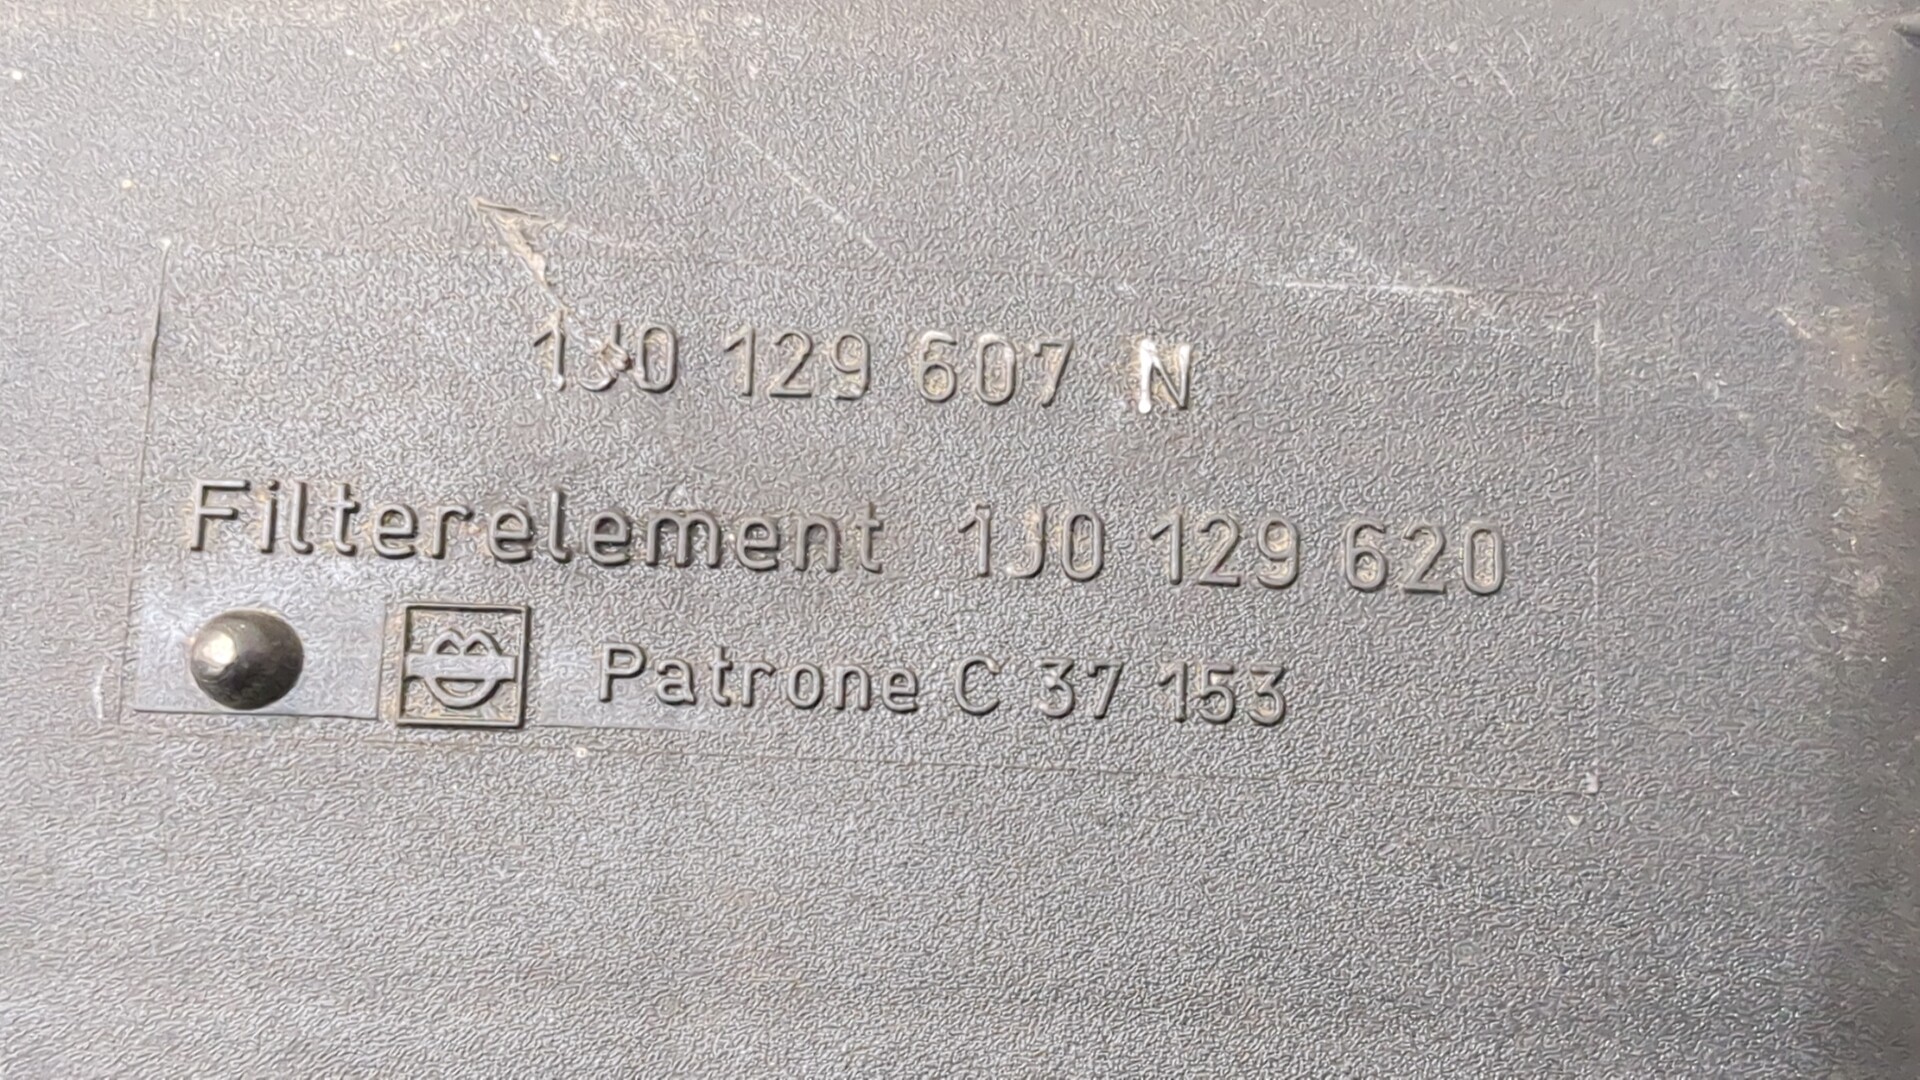 1J0 129 607 N
Filterelement 1J0 129 620
Patrone C 37 153